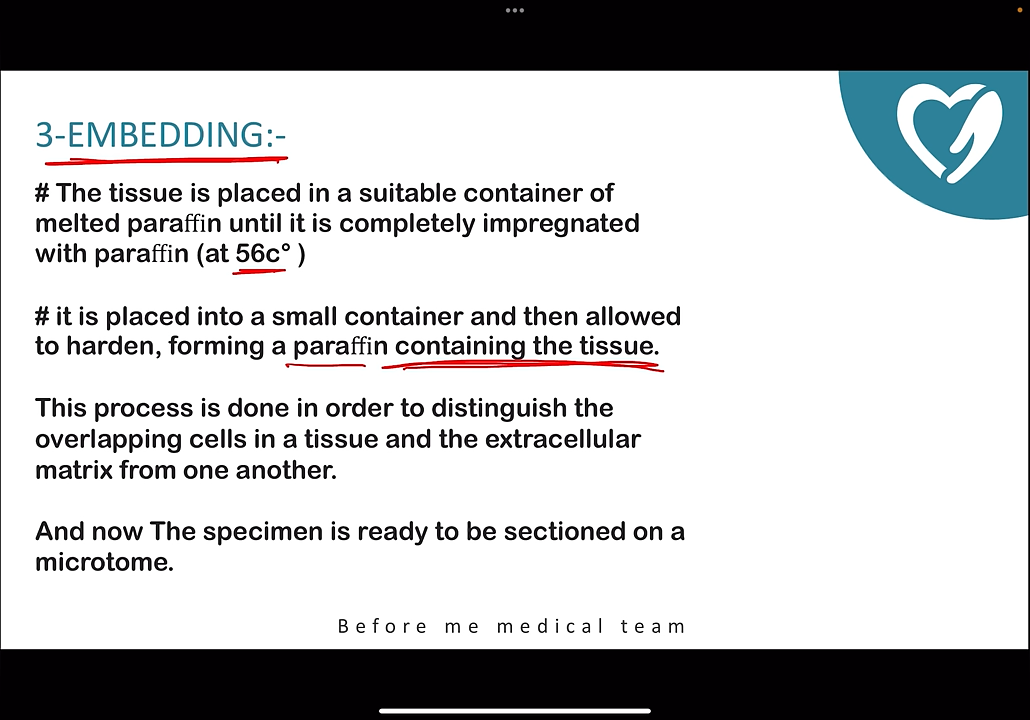 3-EMBEDDING:-
# The tissue is placed in a suitable container of
melted paraffin until it is completely impregnated
with paraffin (at 56c° )
# it is placed into a small container and then allowed
to harden, forming a paraffin containing the tissue.
This process is done in order to distinguish the
overlapping cells in a tissue and the extracellular
matrix from one another.
And now The specimen is ready to be sectioned on a
microtome.
Before me medical team